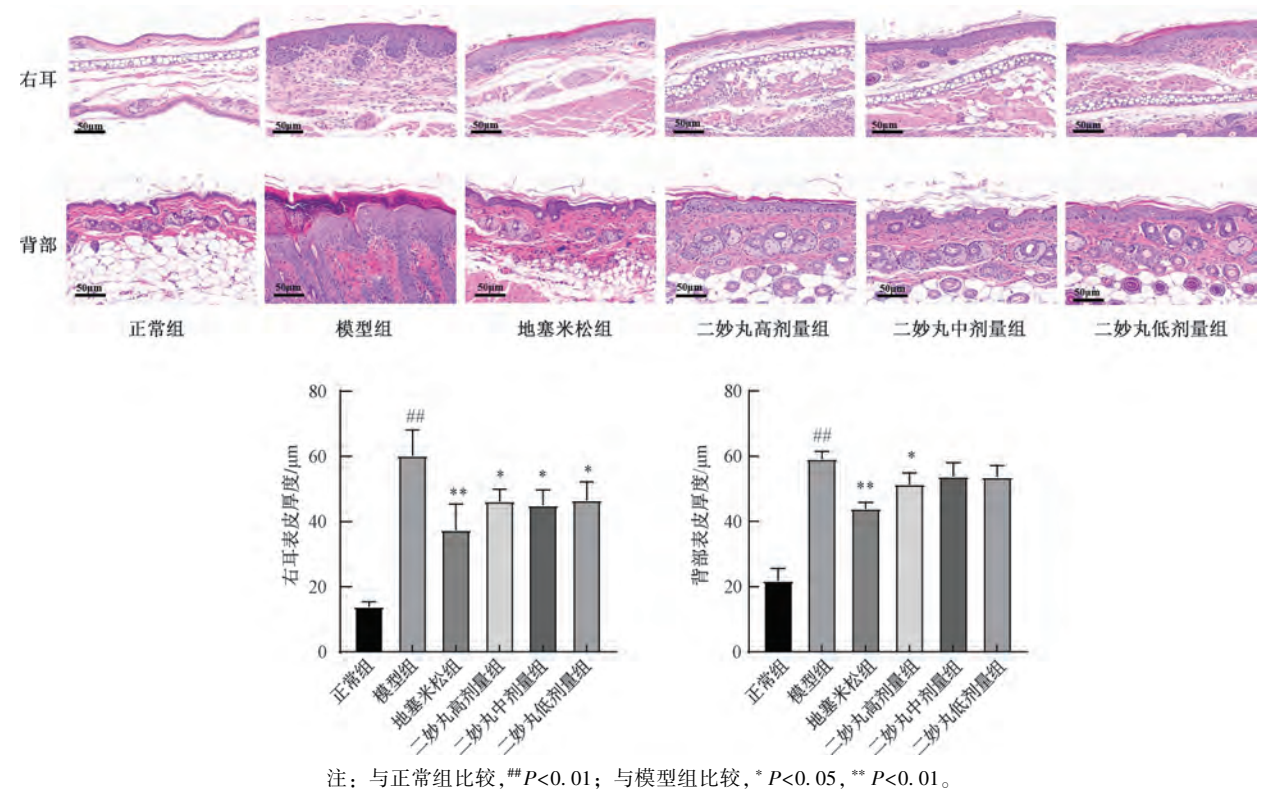 右耳
50μm 50μm 50μm 50μm 50μm 50μm
背部
50μm 50μm 50μm 50μm 50μm 50μm
正常组 模型组 地塞米松组 二妙丸高剂量组 二妙丸中剂量组 二妙丸低剂量组
右耳表皮厚度/μm
80
60
40
20
0
##
**
*
*
*
正常组
模型组
地塞米松组
二妙丸高剂量组
二妙丸中剂量组
二妙丸低剂量组
背部表皮厚度/μm
80
60
40
20
0
##
**
*
正常组
模型组
地塞米松组
二妙丸高剂量组
二妙丸中剂量组
二妙丸低剂量组
注：与正常组比较,##P<0.01；与模型组比较,*P<0.05,**P<0.01。